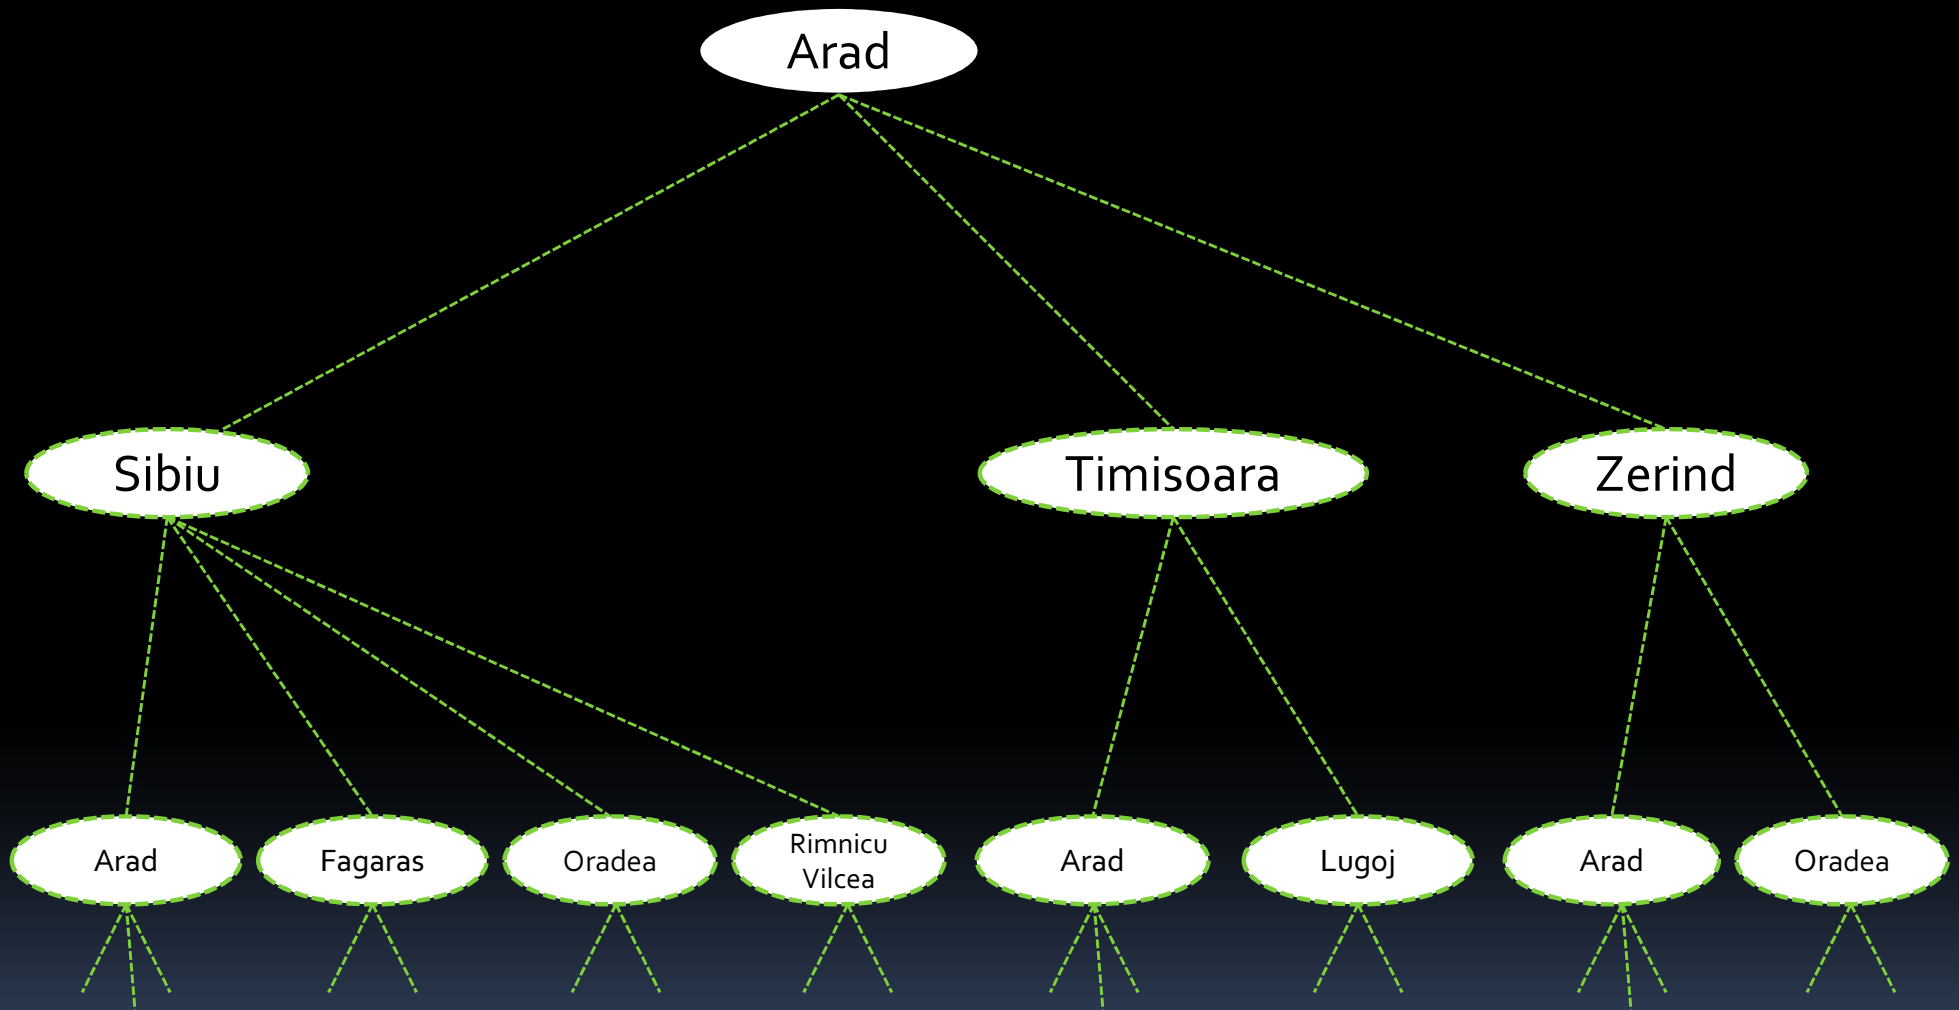 Arad
Sibiu
Timisoara
Zerind
Arad
Fagaras
Oradea
Rimnicu
Vilcea
Arad
Lugoj
Arad
Oradea